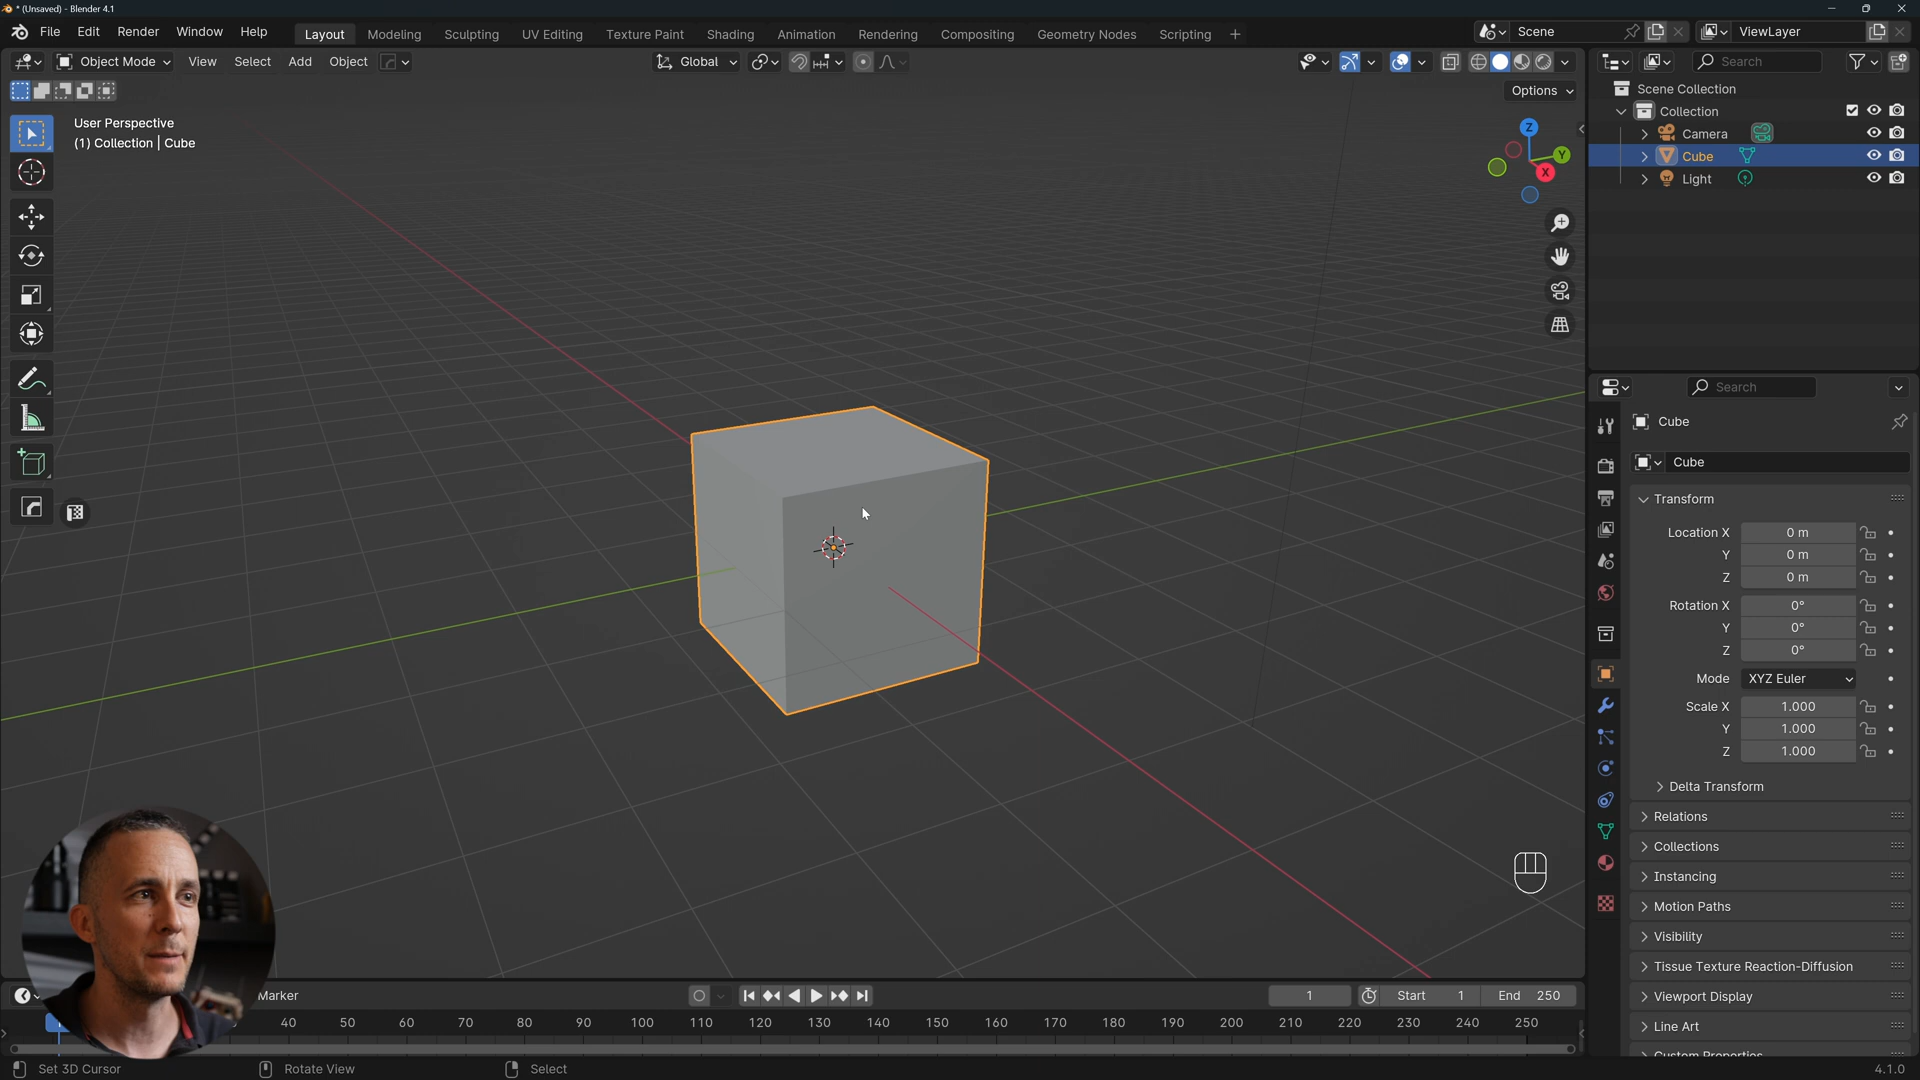 * (Unsaved) - Blender 4.1
File Edit Render Window Help
Layout Modeling Sculpting UV Editing Texture Paint Shading Animation Rendering Compositing Geometry Nodes Scripting +
Scene
ViewLayer
Object Mode View Select Add Object
Global
Search
Options
User Perspective
(1) Collection | Cube
Z
Y
X
Scene Collection
Collection
Camera
Cube
Light
Search
Cube
Cube
Transform
Location X 0 m
Y 0 m
Z 0 m
Rotation X 0°
Y 0°
Z 0°
Mode XYZ Euler
Scale X 1.000
Y 1.000
Z 1.000
Delta Transform
Relations
Collections
Instancing
Motion Paths
Visibility
Tissue Texture Reaction-Diffusion
Viewport Display
Line Art
Custom Properties
Marker
1
Start 1
End 250
40 50 60 70 80 90 100 110 120 130 140 150 160 170 180 190 200 210 220 230 240 250
Set 3D Cursor
Rotate View
Select
4.1.0